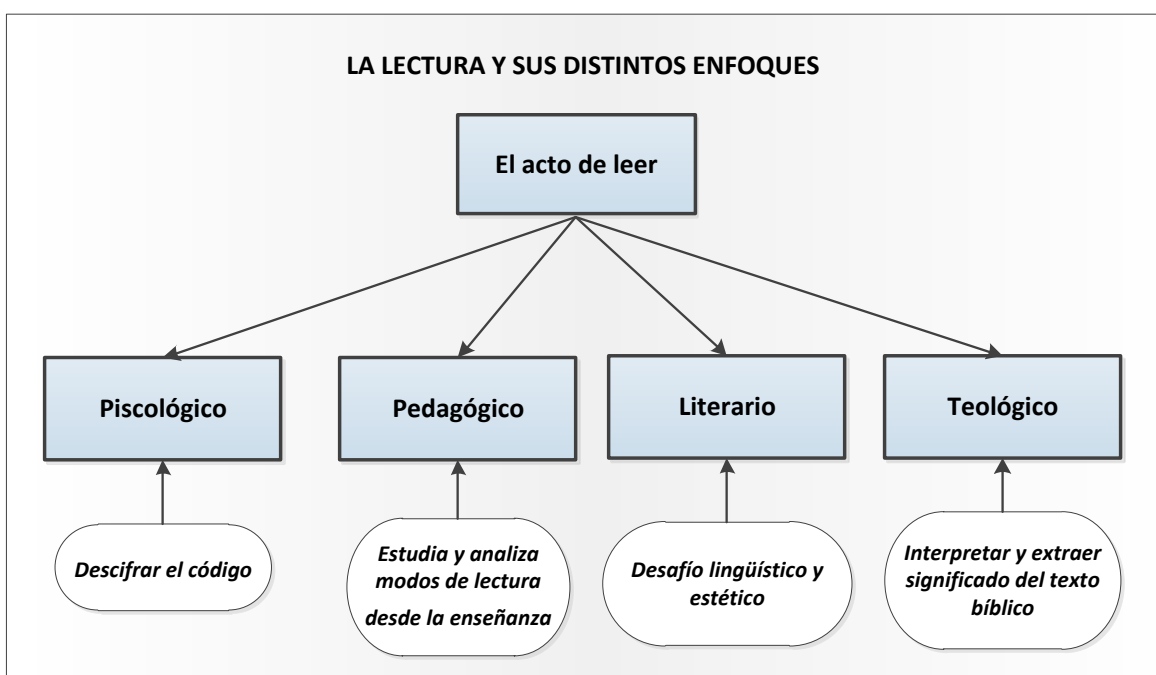 LA LECTURA Y SUS DISTINTOS ENFOQUES
El acto de leer
Piscológico
Pedagógico
Literario
Teológico
Descifrar el código
Estudia y analiza
modos de lectura
desde la enseñanza
Desafío lingüístico y
estético
Interpretar y extraer
significado del texto
bíblico